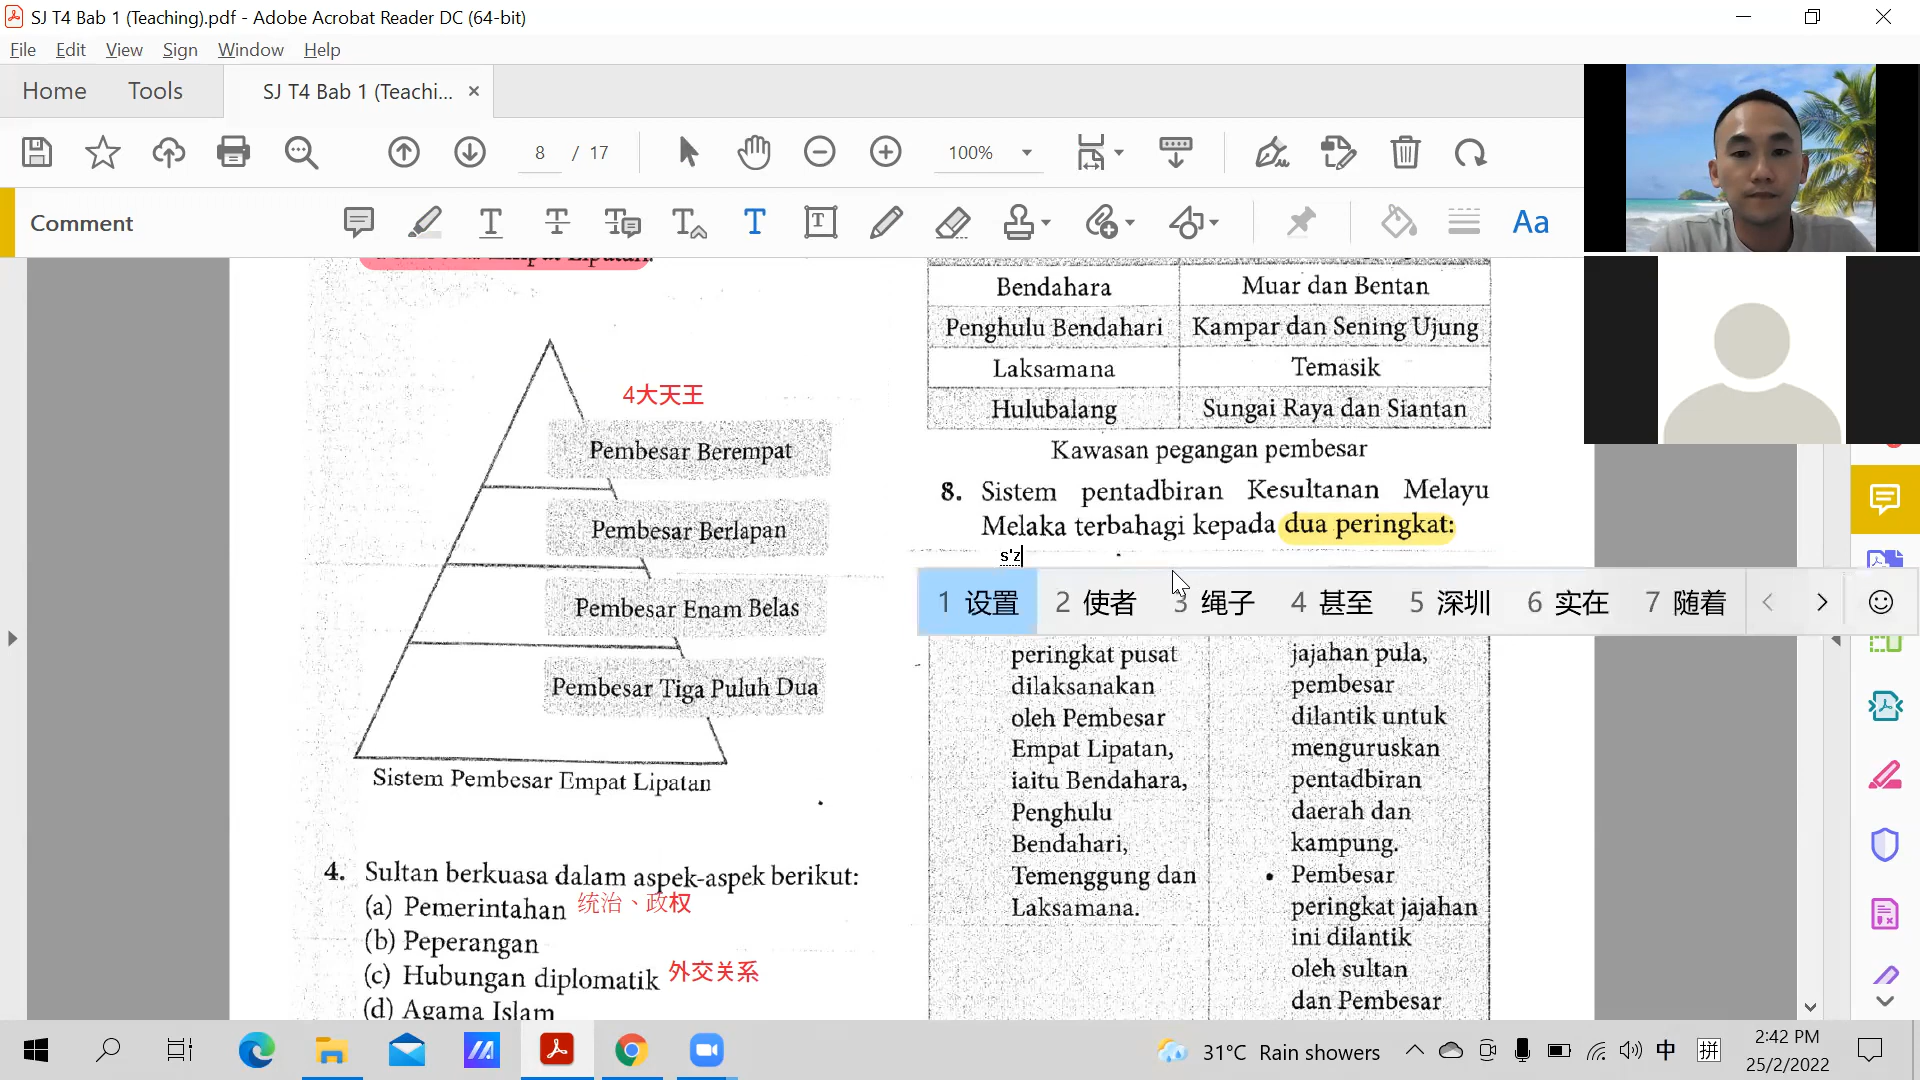 SJ T4 Bab 1 (Teaching).pdf - Adobe Acrobat Reader DC (64-bit)
File Edit View Sign Window Help
Home Tools SJ T4 Bab 1 (Teachi... ×
8 / 17 100%
Comment
Aa
Empat Lipatan.
4大天王
Pembesar Berempat
Pembesar Berlapan
Pembesar Enam Belas
Pembesar Tiga Puluh Dua
Sistem Pembesar Empat Lipatan
4. Sultan berkuasa dalam aspek-aspek berikut:
(a) Pemerintahan 统治、政权
(b) Peperangan
(c) Hubungan diplomatik 外交关系
(d) Agama Islam
Bendahara Muar dan Bentan
Penghulu Bendahari Kampar dan Sening Ujung
Laksamana Temasik
Hulubalang Sungai Raya dan Siantan
Kawasan pegangan pembesar
8. Sistem pentadbiran Kesultanan Melayu
Melaka terbahagi kepada dua peringkat:
s'z
1 设置 2 使者 3 绳子 4 甚至 5 深圳 6 实在 7 随着
peringkat pusat
dilaksanakan
oleh Pembesar
Empat Lipatan,
iaitu Bendahara,
Penghulu
Bendahari,
Temenggung dan
Laksamana.
jajahan pula,
pembesar
dilantik untuk
menguruskan
pentadbiran
daerah dan
kampung.
• Pembesar
peringkat jajahan
ini dilantik
oleh sultan
dan Pembesar
31°C Rain showers 中 拼 2:42 PM
25/2/2022